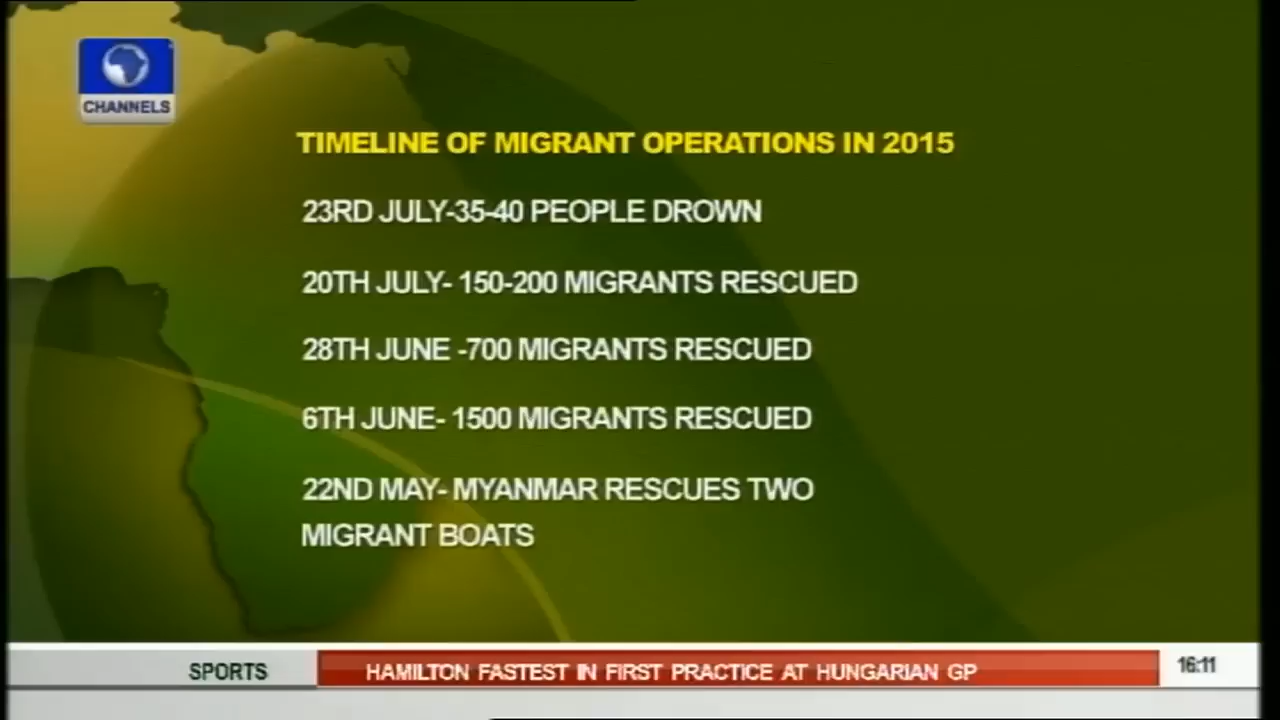 CHANNELS
TIMELINE OF MIGRANT OPERATIONS IN 2015
23RD JULY-35-40 PEOPLE DROWN
20TH JULY- 150-200 MIGRANTS RESCUED
28TH JUNE -700 MIGRANTS RESCUED
6TH JUNE- 1500 MIGRANTS RESCUED
22ND MAY- MYANMAR RESCUES TWO
MIGRANT BOATS
SPORTS HAMILTON FASTEST IN FIRST PRACTICE AT HUNGARIAN GP 16:11